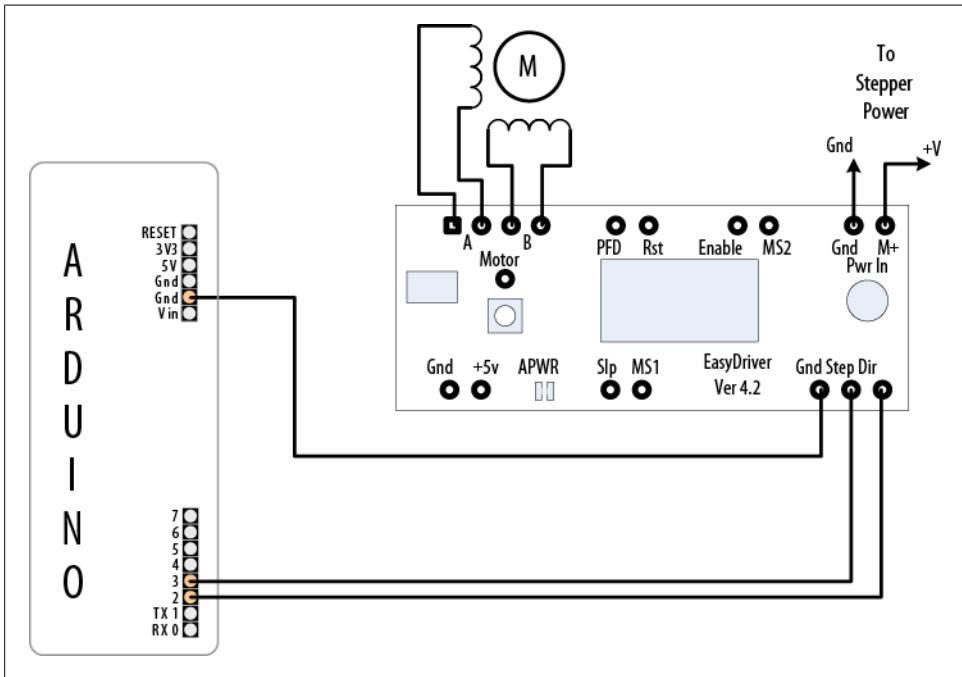 M
To
Stepper
Power
Gnd
+V
ARDUINO
RESET
3V3
5V
Gnd
Gnd
Vin
A
B
Motor
PFD
Rst
Enable
MS2
Gnd
M+
Pwr In
Gnd
+5v
APWR
Slp
MS1
EasyDriver
Ver 4.2
Gnd Step Dir
7
6
5
4
3
2
TX 1
RX 0